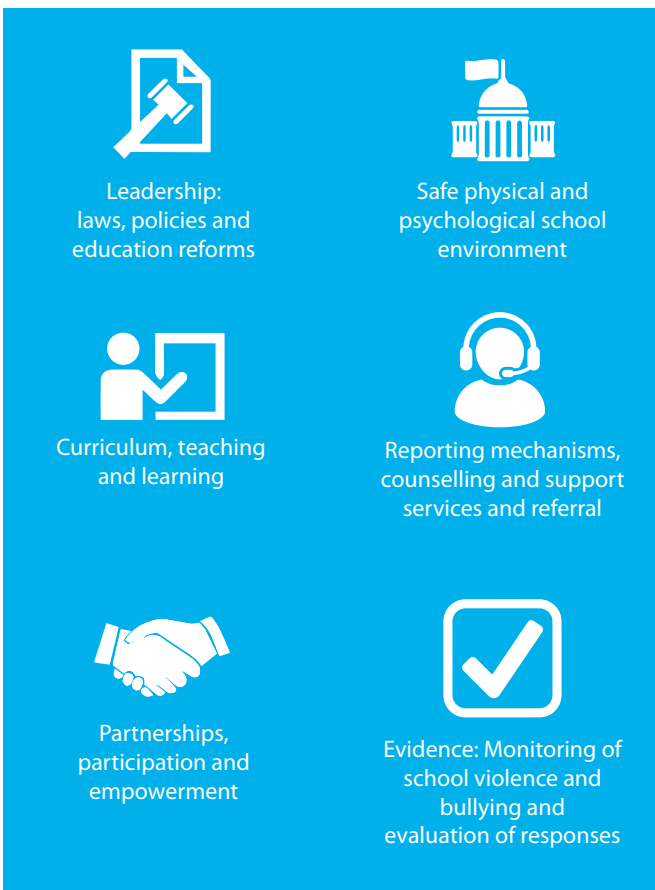 Leadership:
laws, policies and
education reforms
Safe physical and
psychological school
environment
Curriculum, teaching
and learning
Reporting mechanisms,
counselling and support
services and referral
Partnerships,
participation and
empowerment
Evidence: Monitoring of
school violence and
bullying and
evaluation of responses